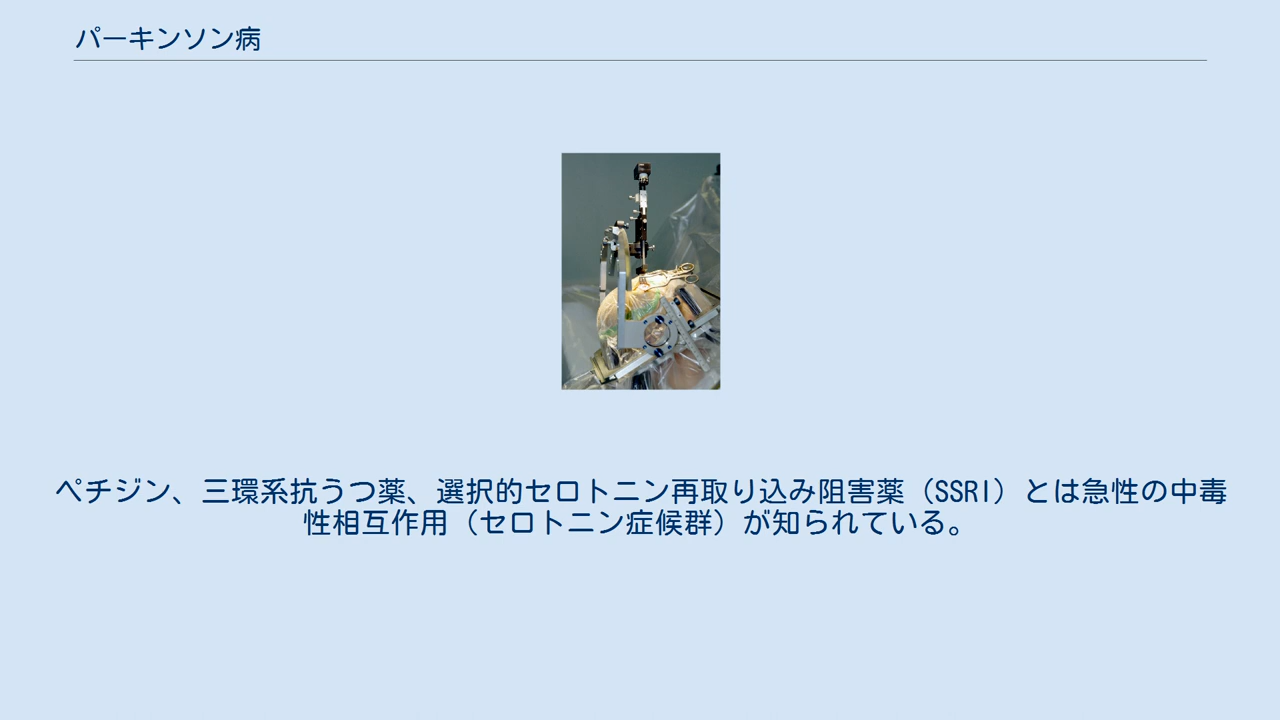 パーキンソン病
ペチジン、三環系抗うつ薬、選択的セロトニン再取り込み阻害薬（SSRI）とは急性の中毒
性相互作用（セロトニン症候群）が知られている。